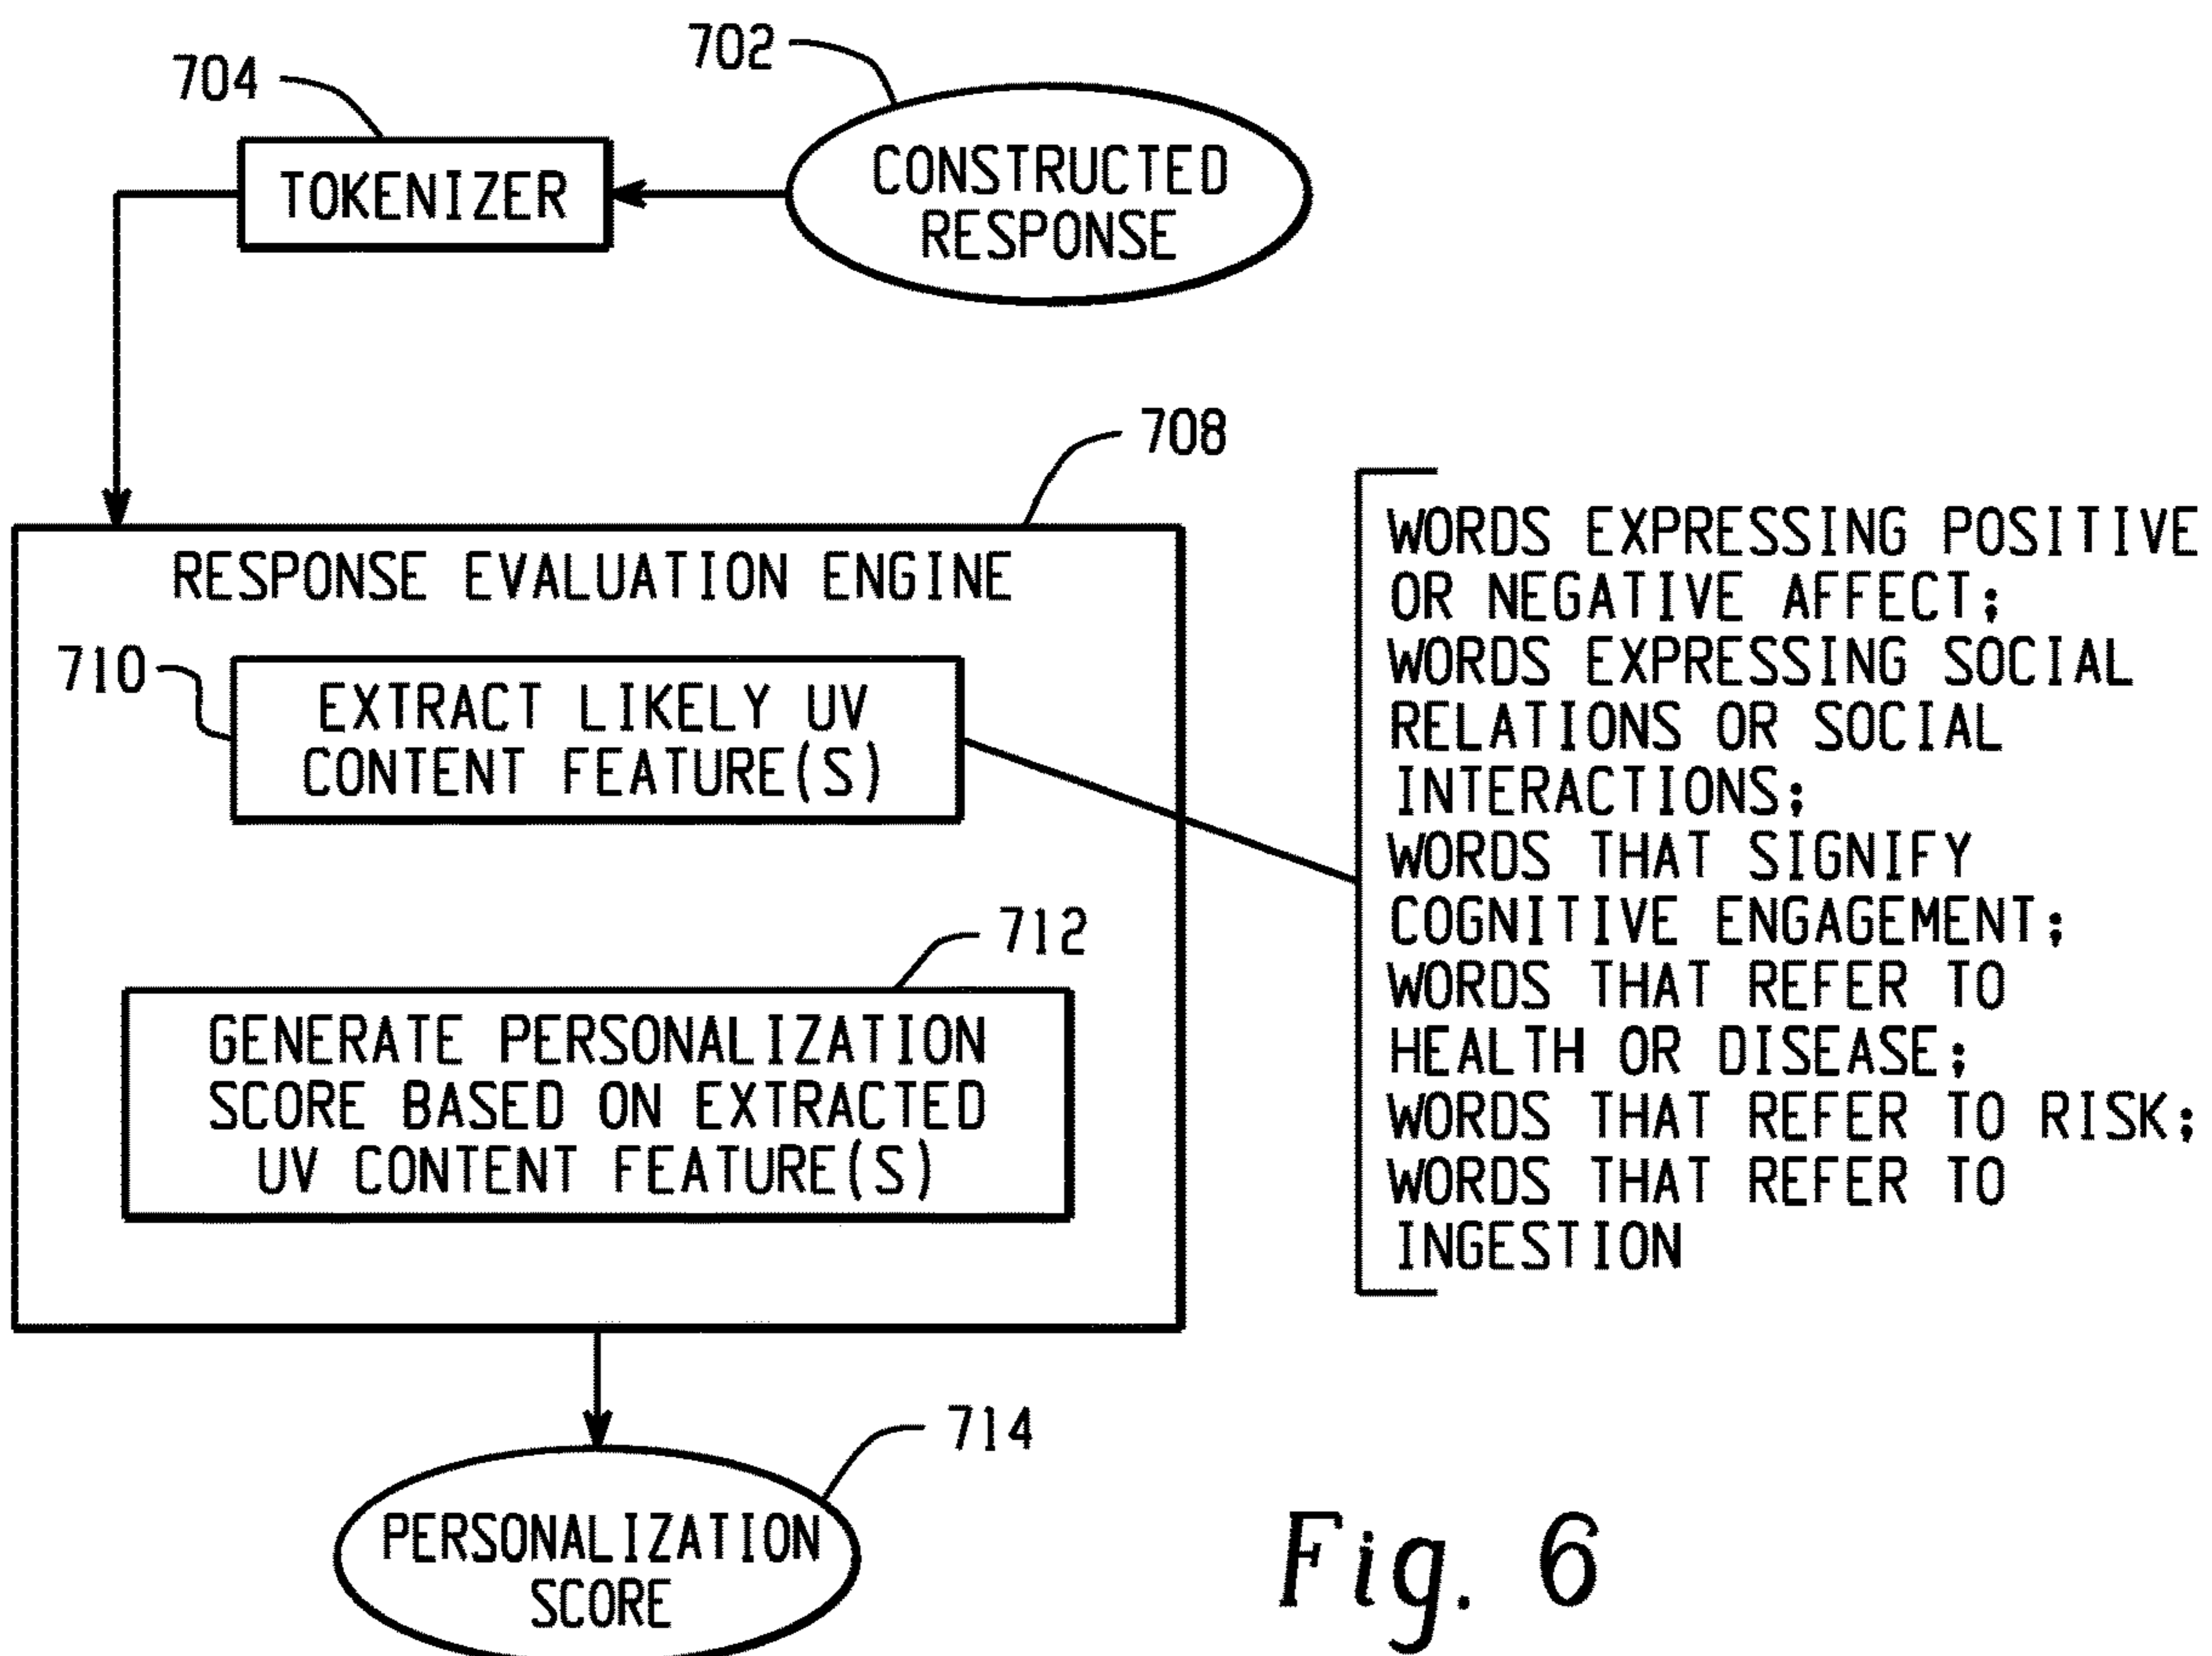 702
704
CONSTRUCTED
RESPONSE
TOKENIZER
708
RESPONSE EVALUATION ENGINE
710
EXTRACT LIKELY UV
CONTENT FEATURE(S)
712
GENERATE PERSONALIZATION
SCORE BASED ON EXTRACTED
UV CONTENT FEATURE(S)
WORDS EXPRESSING POSITIVE
OR NEGATIVE AFFECT;
WORDS EXPRESSING SOCIAL
RELATIONS OR SOCIAL
INTERACTIONS;
WORDS THAT SIGNIFY
COGNITIVE ENGAGEMENT;
WORDS THAT REFER TO
HEALTH OR DISEASE;
WORDS THAT REFER TO RISK;
WORDS THAT REFER TO
INGESTION
714
PERSONALIZATION
SCORE
Fig. 6